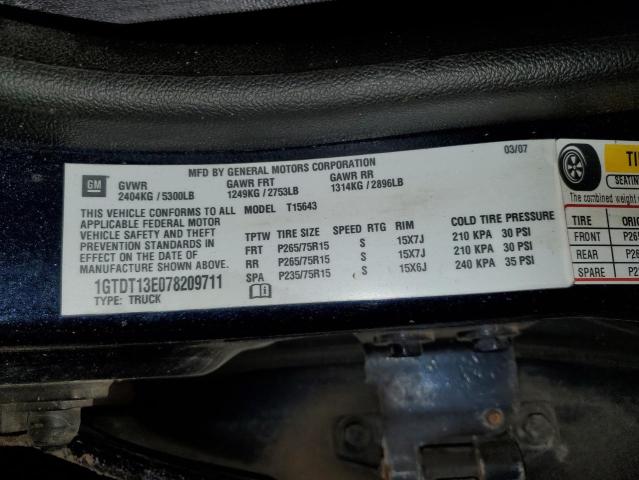 MFD BY GENERAL MOTORS CORPORATION
03/07
GM
GVWR
GAWR FRT
GAWR RR
2404KG / 5300LB
1249KG / 2753LB
1314KG / 2896LB
THIS VEHICLE CONFORMS TO ALL
APPLICABLE FEDERAL MOTOR
VEHICLE SAFETY AND THEFT
PREVENTION STANDARDS IN
EFFECT ON THE DATE OF
MANUFACTURE SHOWN ABOVE.
MODEL T15643
TPTW TIRE SIZE SPEED RTG RIM COLD TIRE PRESSURE
FRT P265/75R15 S 15X7J 210 KPA 30 PSI
RR P265/75R15 S 15X7J 210 KPA 30 PSI
SPA P235/75R15 S 15X6J 240 KPA 35 PSI
1GTDT13E078209711
TYPE: TRUCK
The combined weight
TIRE
FRONT
REAR
SPARE